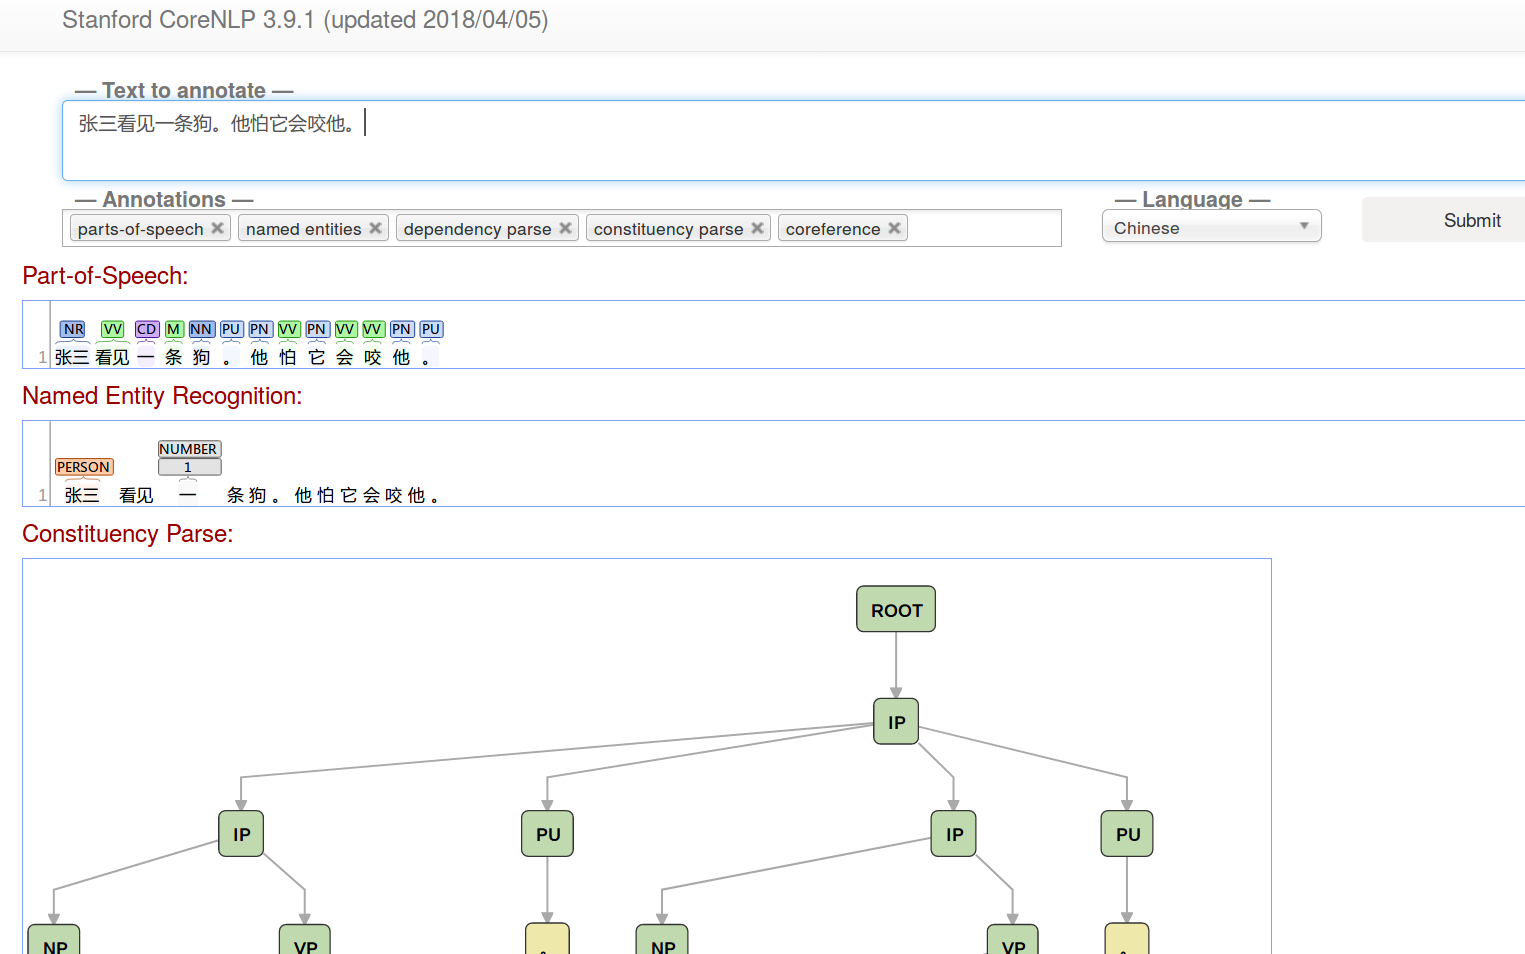 Stanford CoreNLP 3.9.1 (updated 2018/04/05)
— Text to annotate —
张三看见一条狗。他怕它会咬他。
— Annotations —
— Language —
parts-of-speech named entities dependency parse constituency parse coreference
Chinese
Submit
Part-of-Speech:
NR VV CD M NN PU PN VV PN VV VV PN PU
1 张三 看见 一 条 狗 。 他 怕 它 会 咬 他 。
Named Entity Recognition:
NUMBER
PERSON 1
1 张三 看见 一 条 狗 。 他 怕 它 会 咬 他 。
Constituency Parse:
ROOT
IP
IP PU IP PU
NP VP 。 NP VP 。